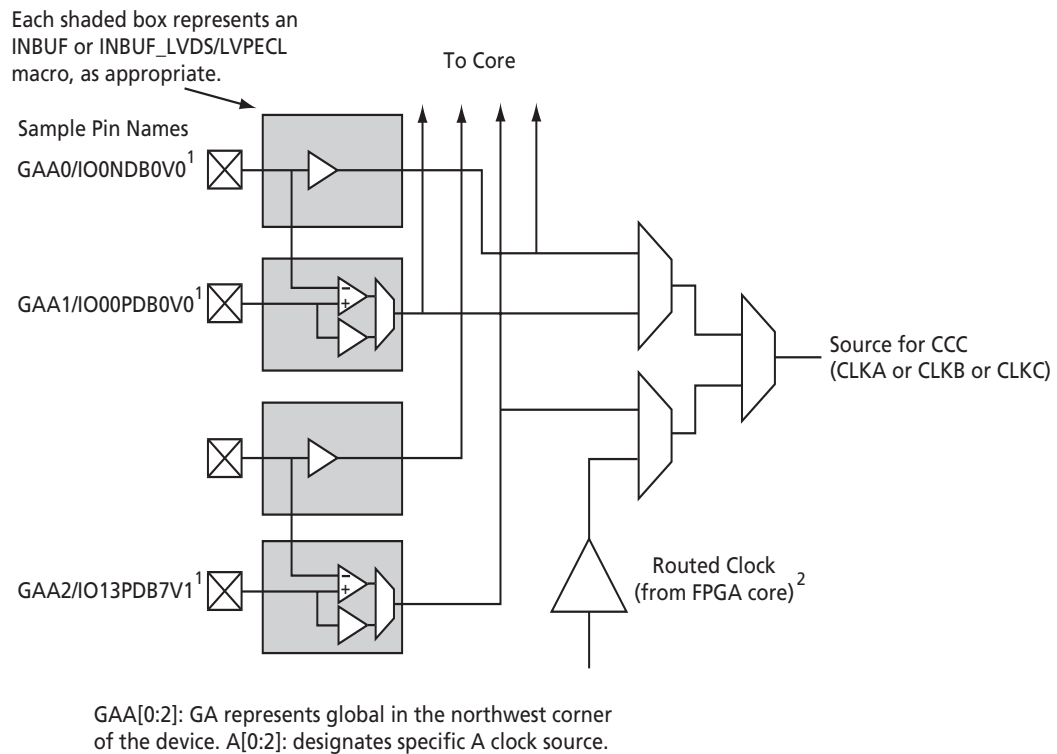 Each shaded box represents an
INBUF or INBUF_LVDS/LVPECL
macro, as appropriate.
To Core
Sample Pin Names
GAA0/IO0NDB0V0¹
GAA1/IO00PDB0V0¹
- +
Source for CCC
(CLKA or CLKB or CLKC)
GAA2/IO13PDB7V1¹
- +
Routed Clock
(from FPGA core)²
GAA[0:2]: GA represents global in the northwest corner
of the device. A[0:2]: designates specific A clock source.